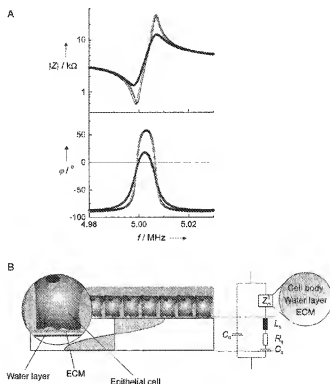 A
|Z| / kΩ
10
1
100
50
φ / °
0
-50
-100
4.98
5.00
5.02
f / MHz
B
Cell body
Water layer
ECM
Water layer
ECM
Epithelial cell